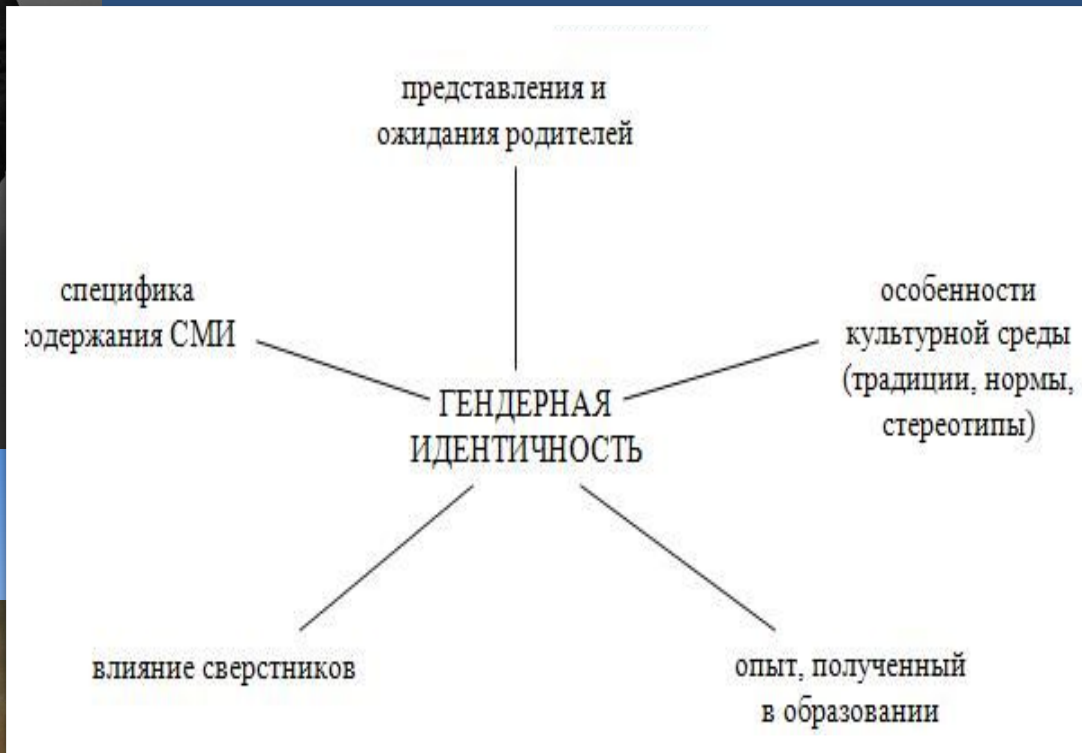 представления и
ожидания родителей
специфика
содержания СМИ
особенности
культурной среды
(традиции, нормы,
стереотипы)
ГЕНДЕРНАЯ
ИДЕНТИЧНОСТЬ
влияние сверстников
опыт, полученный
в образовании